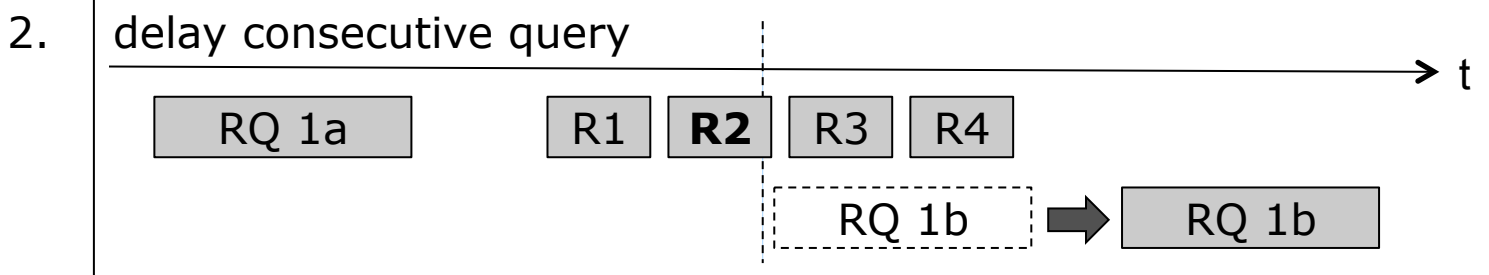 2. delay consecutive query
t
RQ 1a R1 R2 R3 R4
RQ 1b RQ 1b